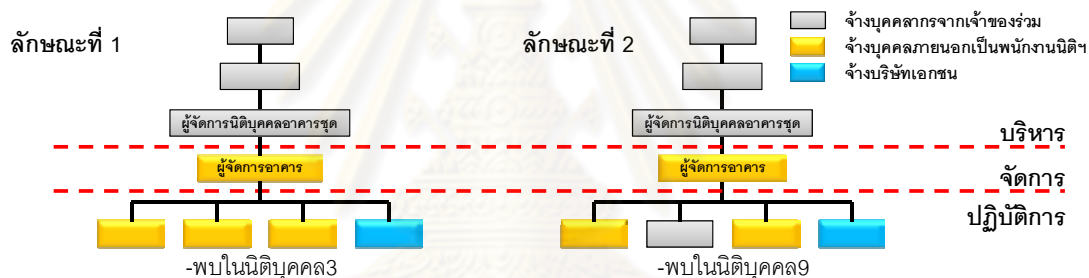 ลักษณะที่ 1
ลักษณะที่ 2
จ้างบุคคลากรจากเจ้าของร่วม
จ้างบุคคลภายนอกเป็นพนักงานนิติฯ
จ้างบริษัทเอกชน
ผู้จัดการนิติบุคคลอาคารชุด
ผู้จัดการนิติบุคคลอาคารชุด
บริหาร
ผู้จัดการอาคาร
ผู้จัดการอาคาร
จัดการ
ปฏิบัติการ
-พบในนิติบุคคล3
-พบในนิติบุคคล9